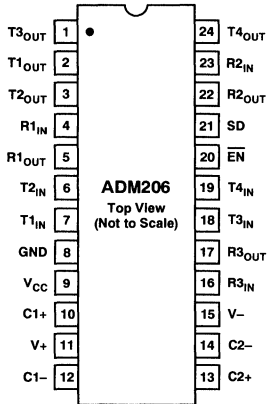 T3OUT 1 24 T4OUT
T1OUT 2 23 R2IN
T2OUT 3 22 R2OUT
R1IN 4 21 SD
R1OUT 5 20 E̅N̅
T2IN 6 ADM206 19 T4IN
T1IN 7 Top View 18 T3IN
GND 8 (Not to Scale) 17 R3OUT
VCC 9 16 R3IN
C1+ 10 15 V–
V+ 11 14 C2–
C1– 12 13 C2+